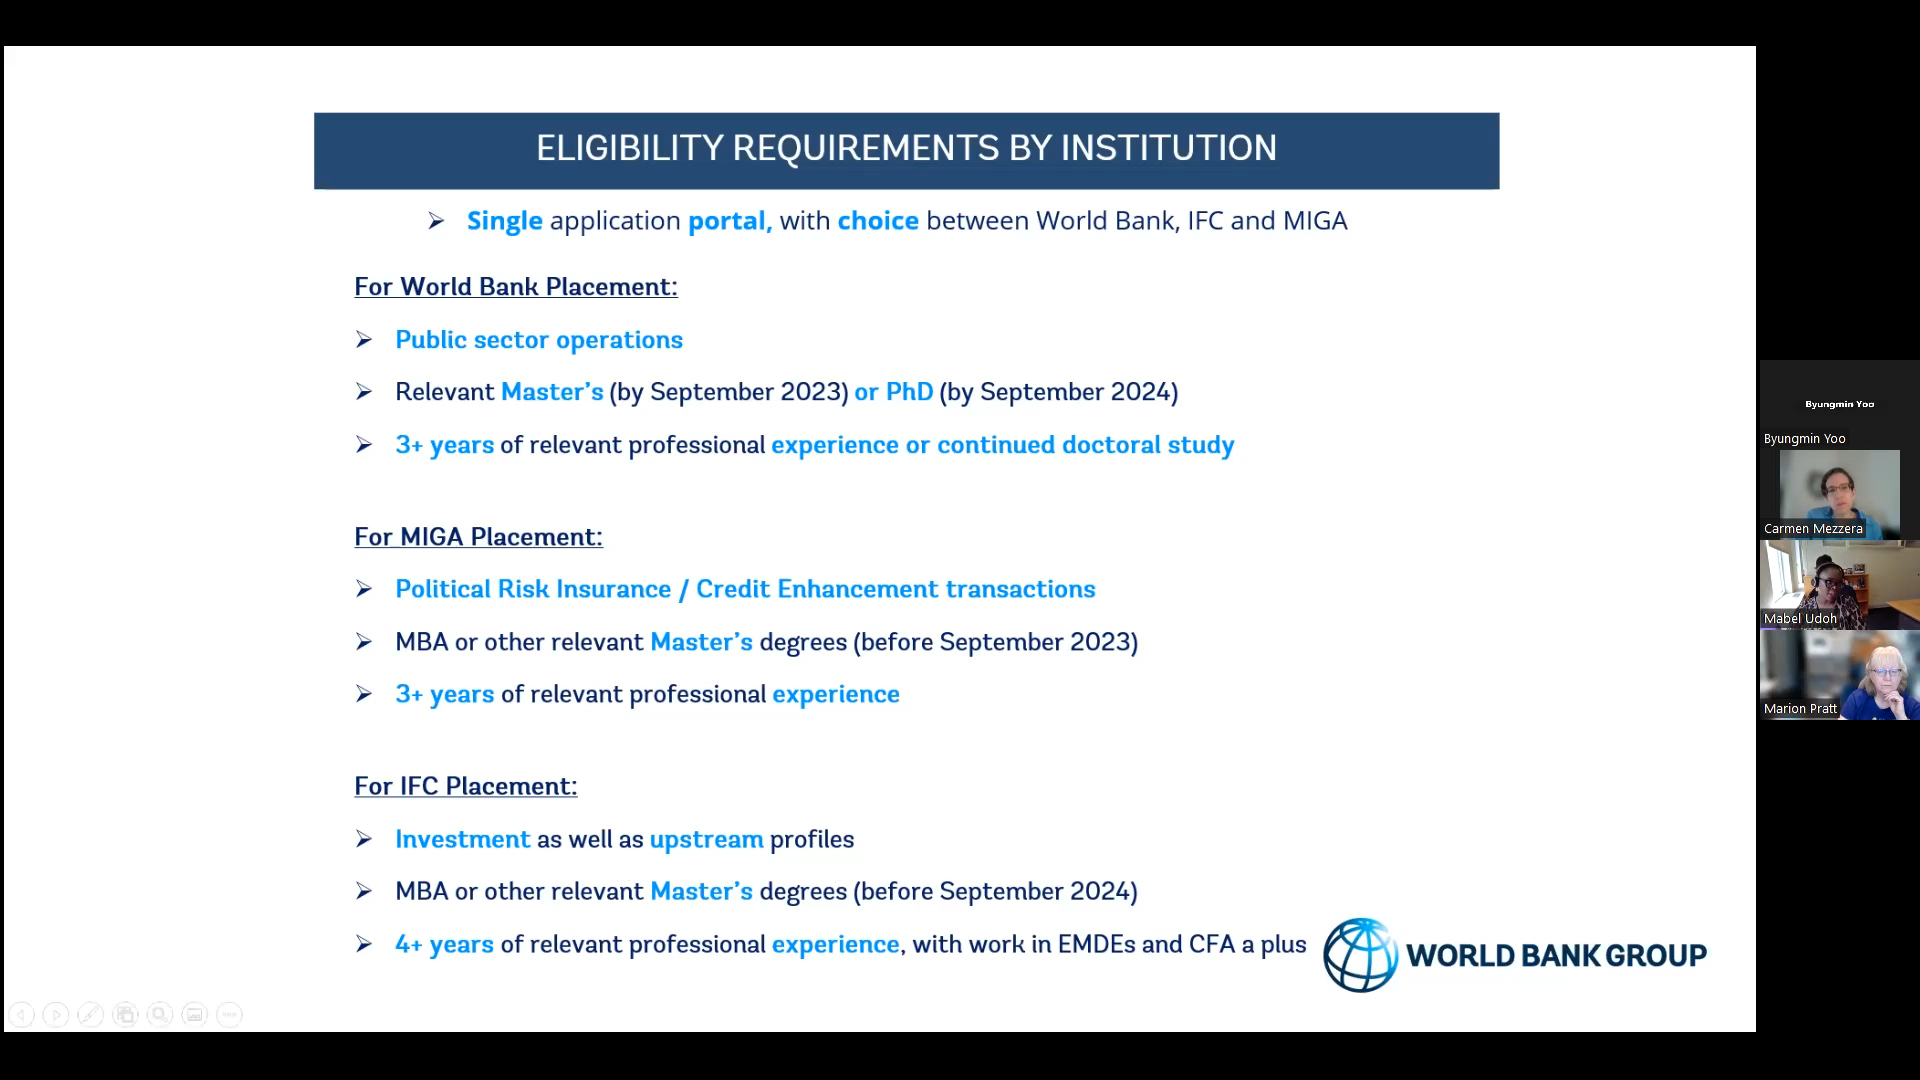 ELIGIBILITY REQUIREMENTS BY INSTITUTION
Single application portal, with choice between World Bank, IFC and MIGA
For World Bank Placement:
Public sector operations
Relevant Master’s (by September 2023) or PhD (by September 2024)
3+ years of relevant professional experience or continued doctoral study
For MIGA Placement:
Political Risk Insurance / Credit Enhancement transactions
MBA or other relevant Master’s degrees (before September 2023)
3+ years of relevant professional experience
For IFC Placement:
Investment as well as upstream profiles
MBA or other relevant Master’s degrees (before September 2024)
4+ years of relevant professional experience, with work in EMDEs and CFA a plus
WORLD BANK GROUP
Byungmin Yoo
Byungmin Yoo
Carmen Mezzera
Mabel Udoh
Marion Pratt